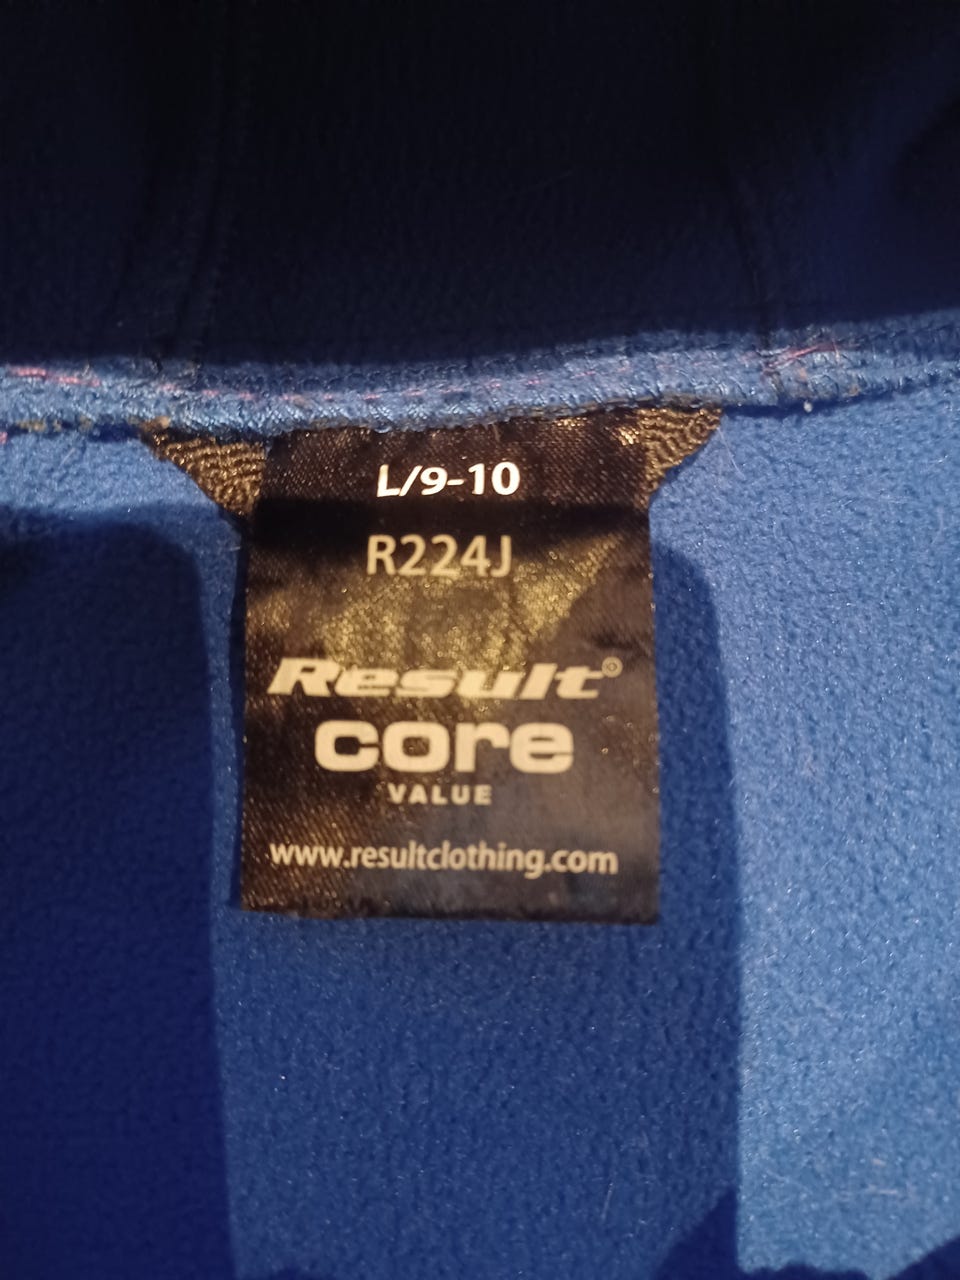 L/9-10
R224J
Result®
core
VALUE
www.resultclothing.com